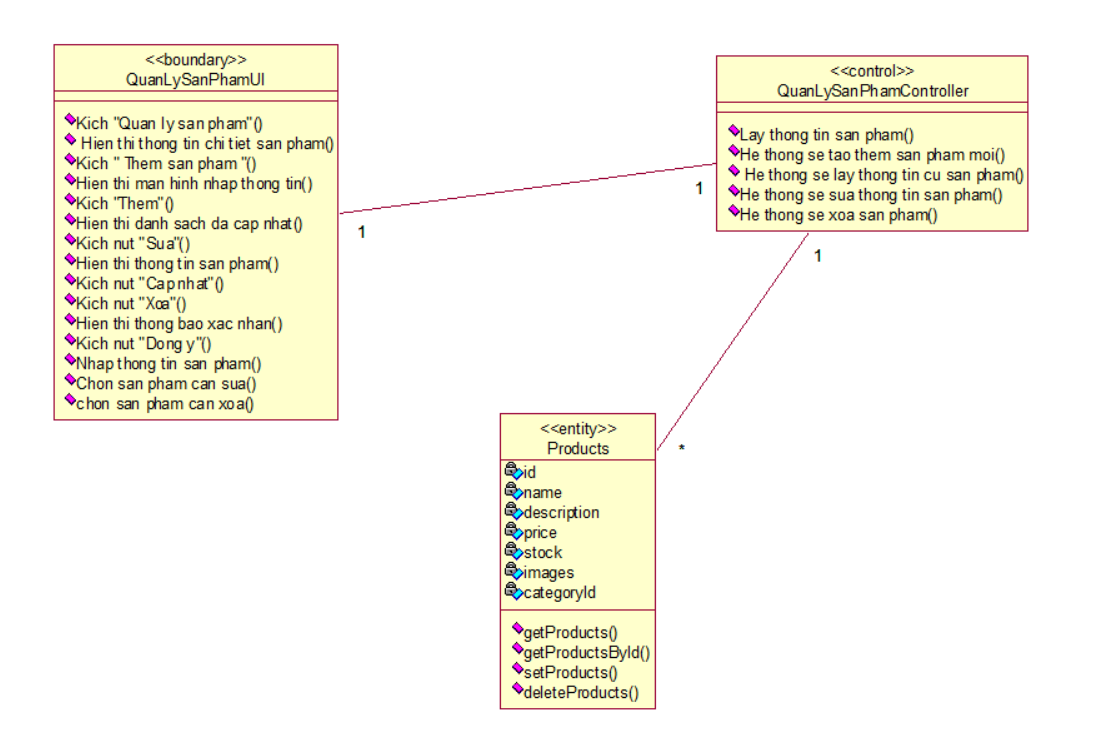 <<boundary>>
QuanLySanPhamUI
Kich "Quan ly san pham"()
Hien thi thong tin chi tiet san pham()
Kich " Them san pham "()
Hien thi man hinh nhap thong tin()
Kich "Them"()
Hien thi danh sach da cap nhat()
Kich nut "Sua"()
Hien thi thong tin san pham()
Kich nut "Cap nhat"()
Kich nut "Xoa"()
Hien thi thong bao xac nhan()
Kich nut "Dong y"()
Nhap thong tin san pham()
Chon san pham can sua()
chon san pham can xoa()
1
1
<<control>>
QuanLySanPhamController
Lay thong tin san pham()
He thong se tao them san pham moi()
He thong se lay thong tin cu san pham()
He thong se sua thong tin san pham()
He thong se xoa san pham()
1
*
<<entity>>
Products
id
name
description
price
stock
images
categoryId
getProducts()
getProductsById()
setProducts()
deleteProducts()